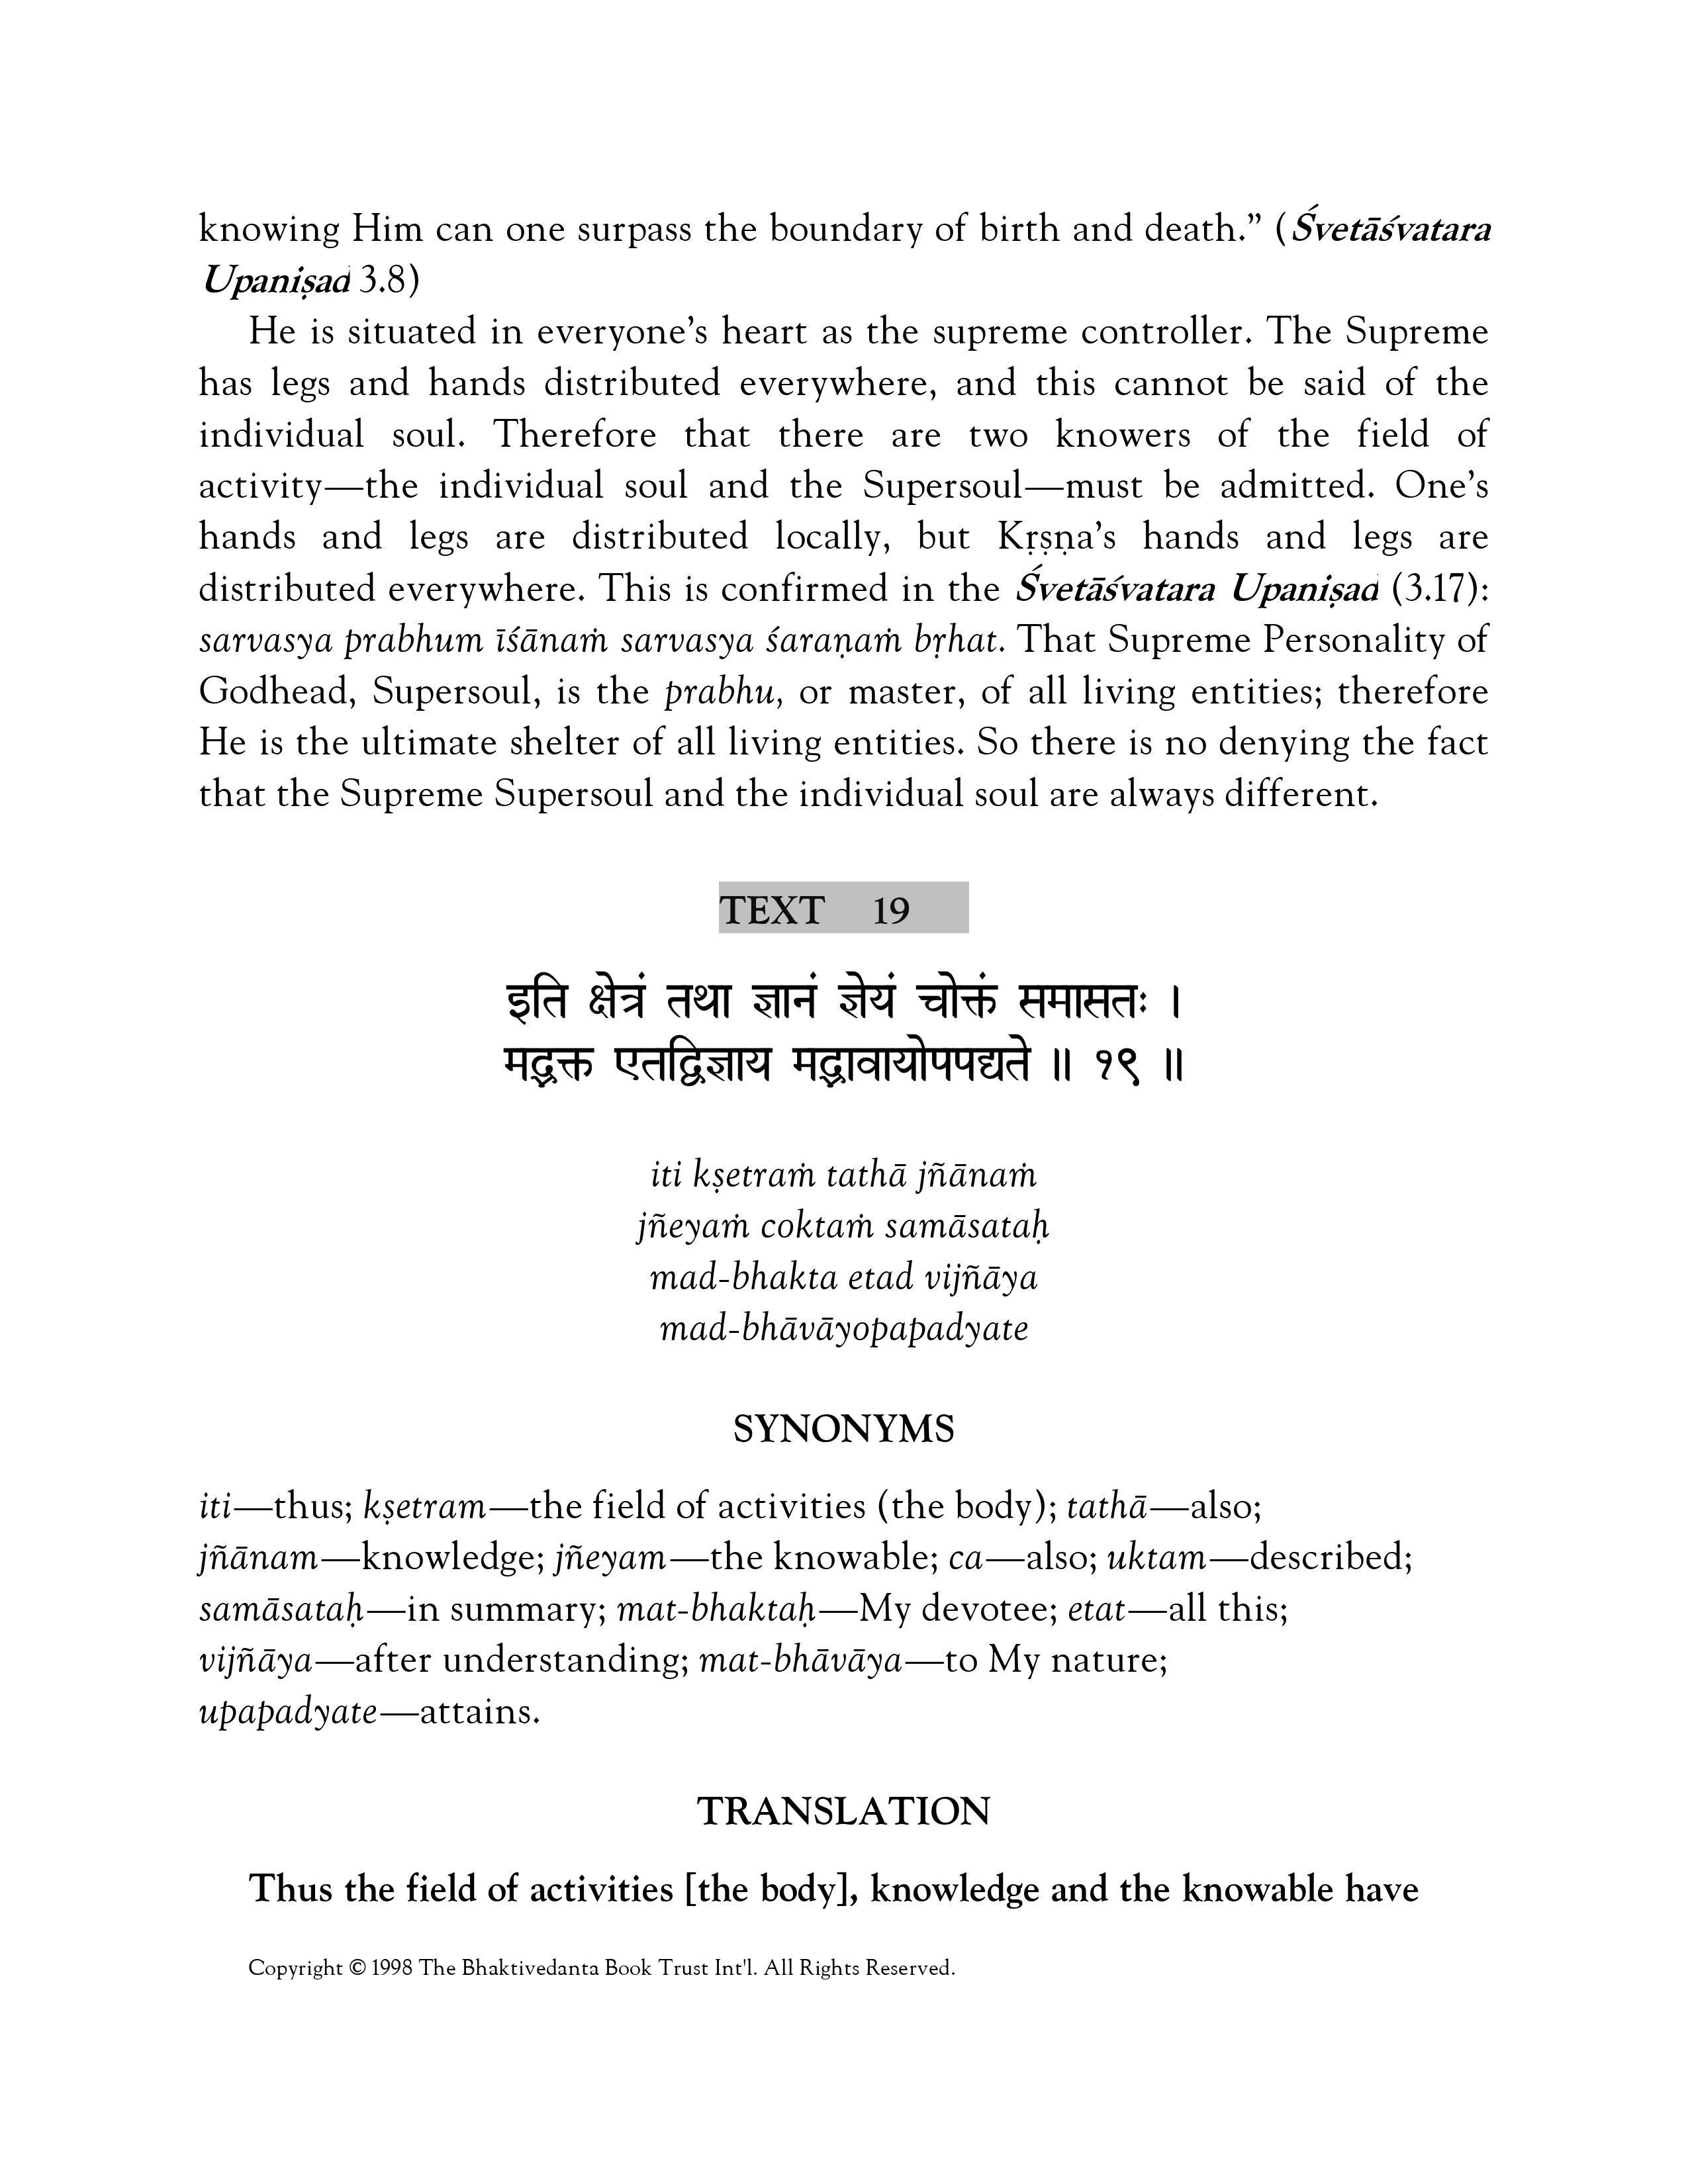 knowing Him can one surpass the boundary of birth and death.” (Śvetāśvatara
Upaniṣad 3.8)
He is situated in everyone’s heart as the supreme controller. The Supreme
has legs and hands distributed everywhere, and this cannot be said of the
individual soul. Therefore that there are two knowers of the field of
activity—the individual soul and the Supersoul—must be admitted. One’s
hands and legs are distributed locally, but Kṛṣṇa’s hands and legs are
distributed everywhere. This is confirmed in the Śvetāśvatara Upaniṣad (3.17):
sarvasya prabhum īśānaṁ sarvasya śaraṇaṁ bṛhat. That Supreme Personality of
Godhead, Supersoul, is the prabhu, or master, of all living entities; therefore
He is the ultimate shelter of all living entities. So there is no denying the fact
that the Supreme Supersoul and the individual soul are always different.
TEXT 19
इति क्षेत्रं तथा ज्ञानं ज्ञेयं चोक्तं समासतः ।
मद्भक्त एतद्विज्ञाय मद्भावायोपपद्यते ॥ १९ ॥
iti kṣetraṁ tathā jñānaṁ
jñeyaṁ coktaṁ samāsataḥ
mad-bhakta etad vijñāya
mad-bhāvāyopapadyate
SYNONYMS
iti—thus; kṣetram—the field of activities (the body); tathā—also;
jñānam—knowledge; jñeyam—the knowable; ca—also; uktam—described;
samāsataḥ—in summary; mat-bhaktaḥ—My devotee; etat—all this;
vijñāya—after understanding; mat-bhāvāya—to My nature;
upapadyate—attains.
TRANSLATION
Thus the field of activities [the body], knowledge and the knowable have
Copyright © 1998 The Bhaktivedanta Book Trust Int'l. All Rights Reserved.